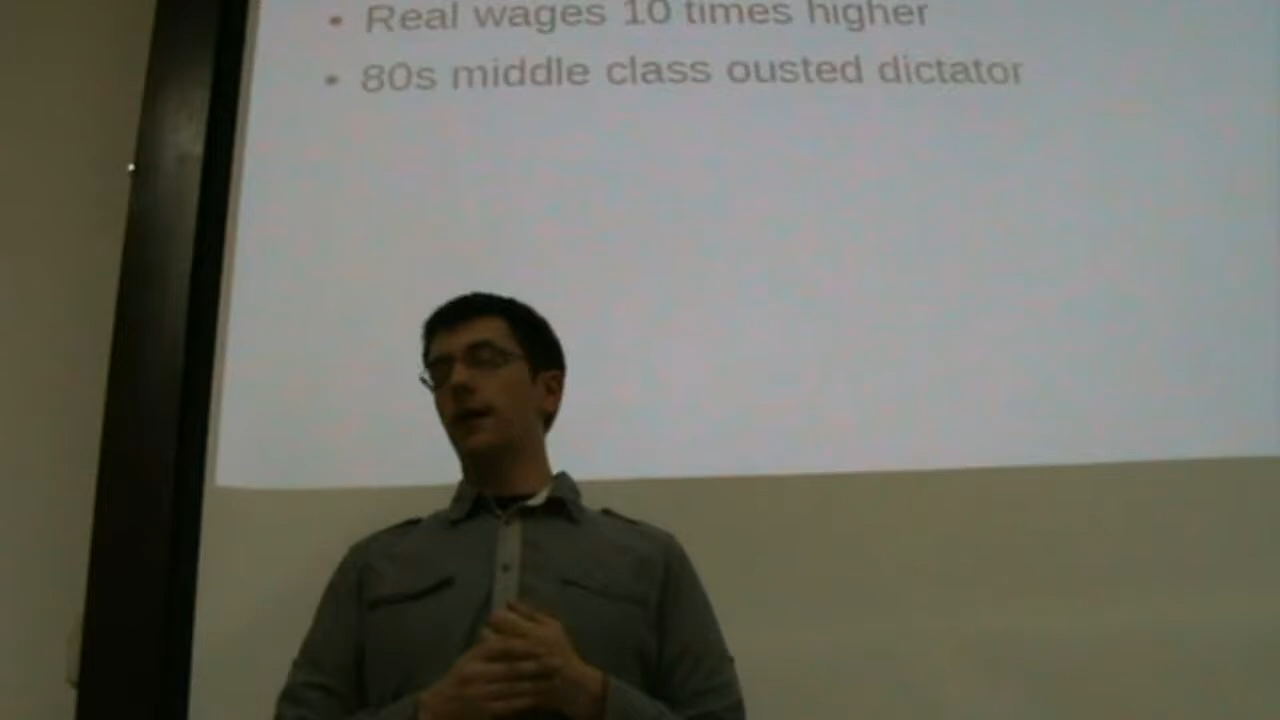 • Real wages 10 times higher
• 80s middle class ousted dictator